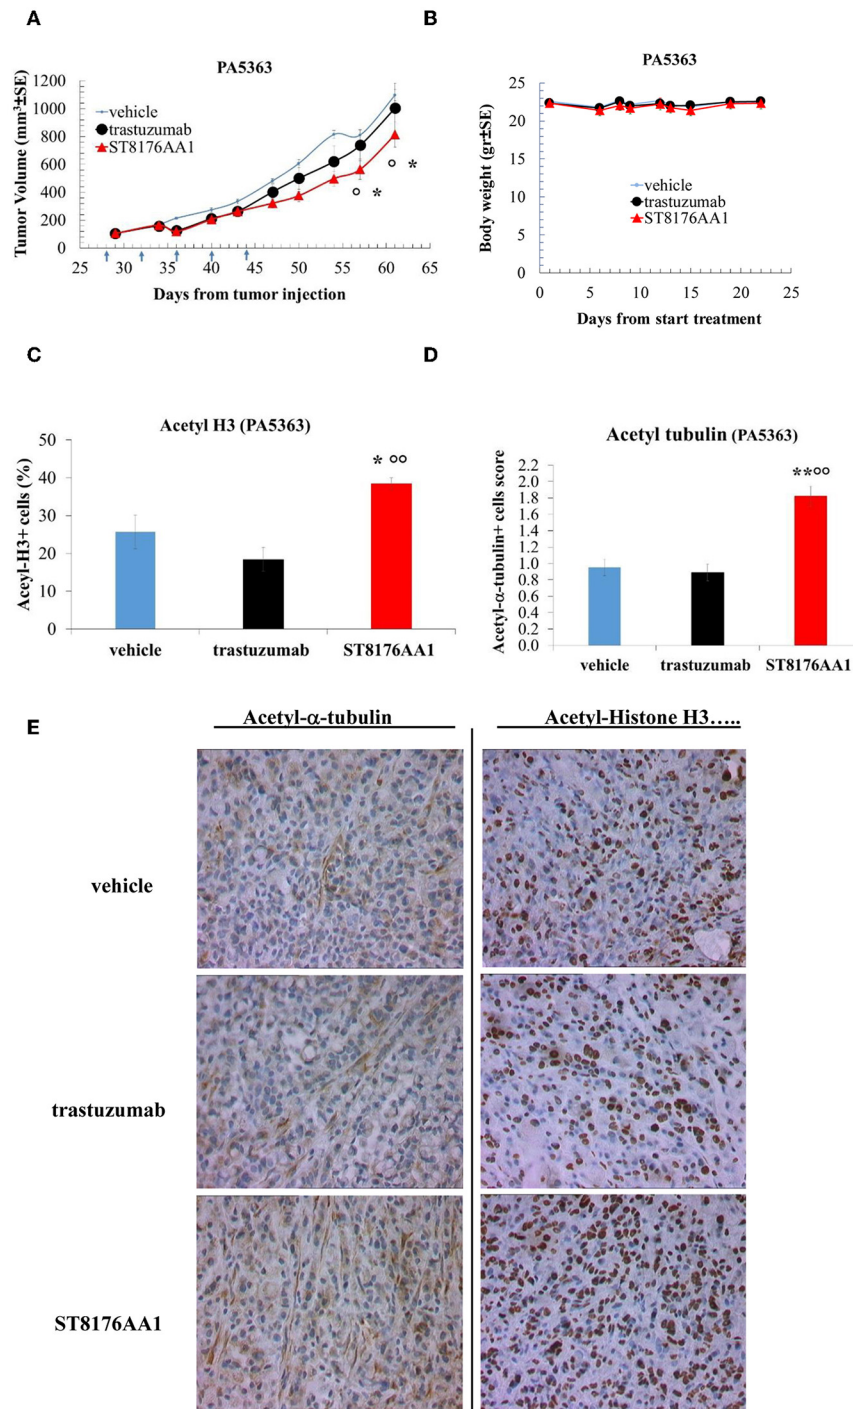 A
PA5363
Tumor Volume (mm³±SE)
1200
1000
800
600
400
200
0
vehicle
trastuzumab
ST8176AA1
° *
° *
25 30 35 40 45 50 55 60 65
Days from tumor injection
B
PA5363
Body weight (gr±SE)
25
20
15
10
5
0
vehicle
trastuzumab
ST8176AA1
0 5 10 15 20 25
Days from start treatment
C
Acetyl H3 (PA5363)
Aceyl-H3+ cells (%)
50
40
30
20
10
0
* °°
vehicle trastuzumab ST8176AA1
D
Acetyl tubulin (PA5363)
Acetyl-α-tubulin+ cells score
2.2
2.0
1.8
1.6
1.4
1.2
1.0
0.8
0.6
0.4
0.2
0.0
**°°
vehicle trastuzumab ST8176AA1
E
Acetyl-α-tubulin Acetyl-Histone H3…..
vehicle
trastuzumab
ST8176AA1